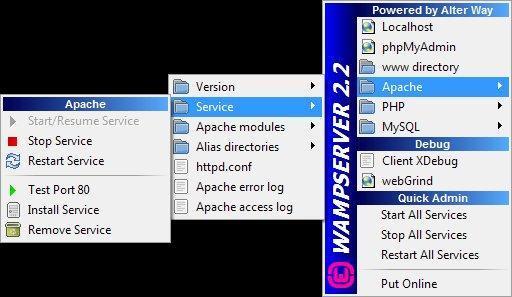 Apache
Start/Resume Service
Stop Service
Restart Service
Test Port 80
Install Service
Remove Service
Version
Service
Apache modules
Alias directories
httpd.conf
Apache error log
Apache access log
WAMPSERVER 2.2
Powered by Alter Way
Localhost
phpMyAdmin
www directory
Apache
PHP
MySQL
Debug
Client XDebug
webGrind
Quick Admin
Start All Services
Stop All Services
Restart All Services
Put Online